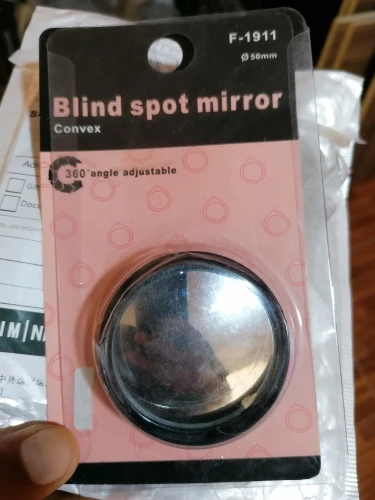 F-1911
Ø50mm
Blind spot mirror
Convex
360°angle adjustable